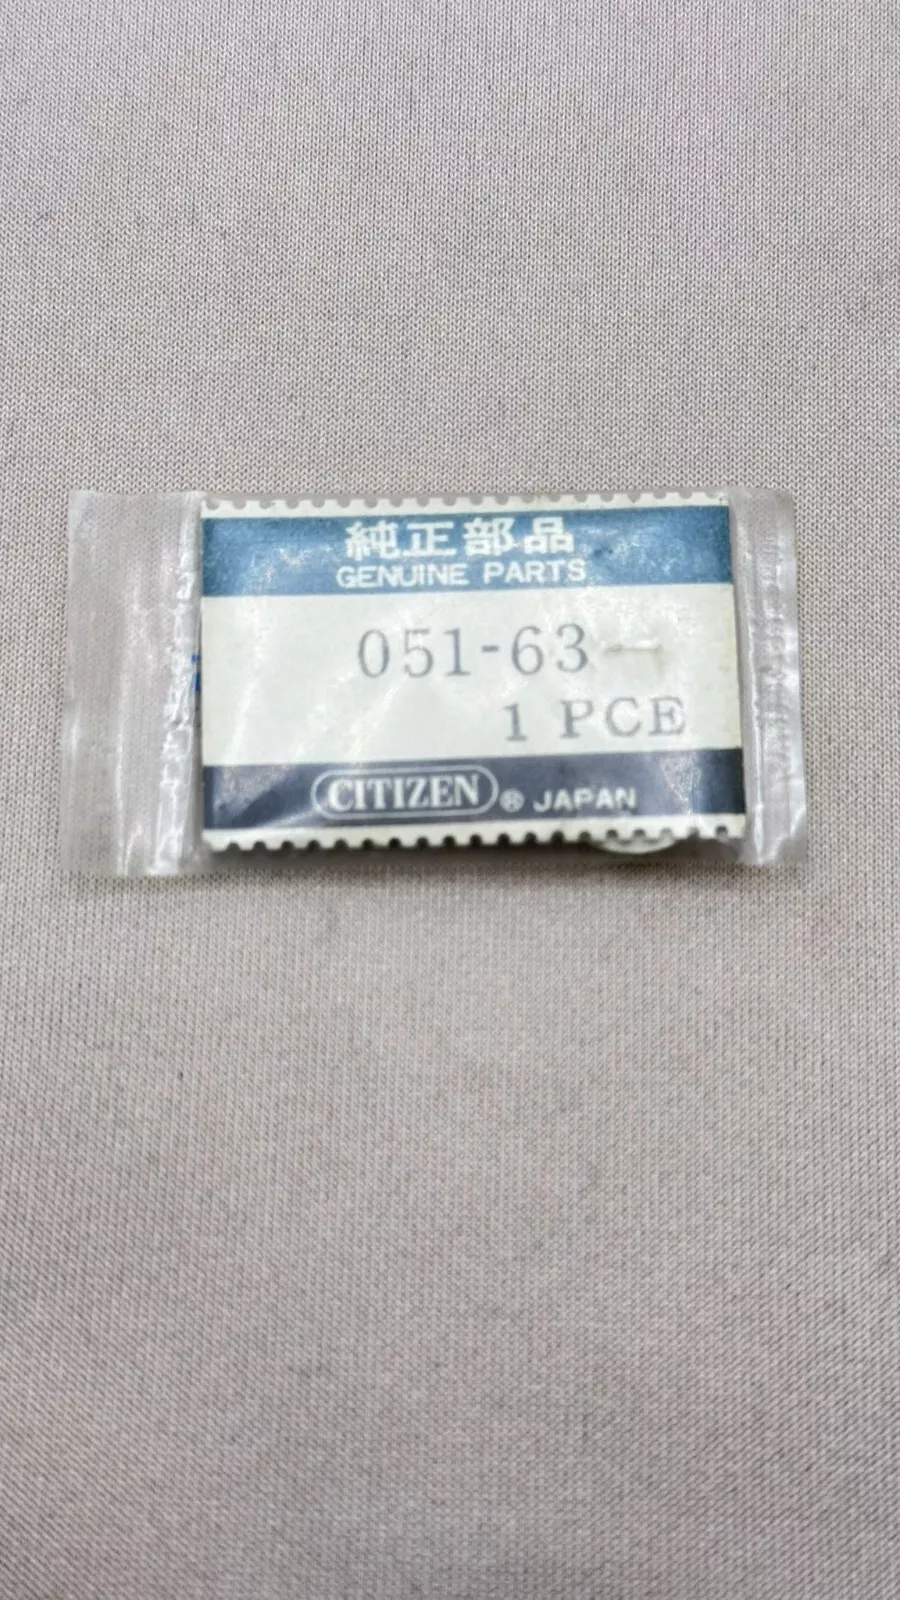 純正部品
GENUINE PARTS
051-63
1 PCE
CITIZEN ® JAPAN